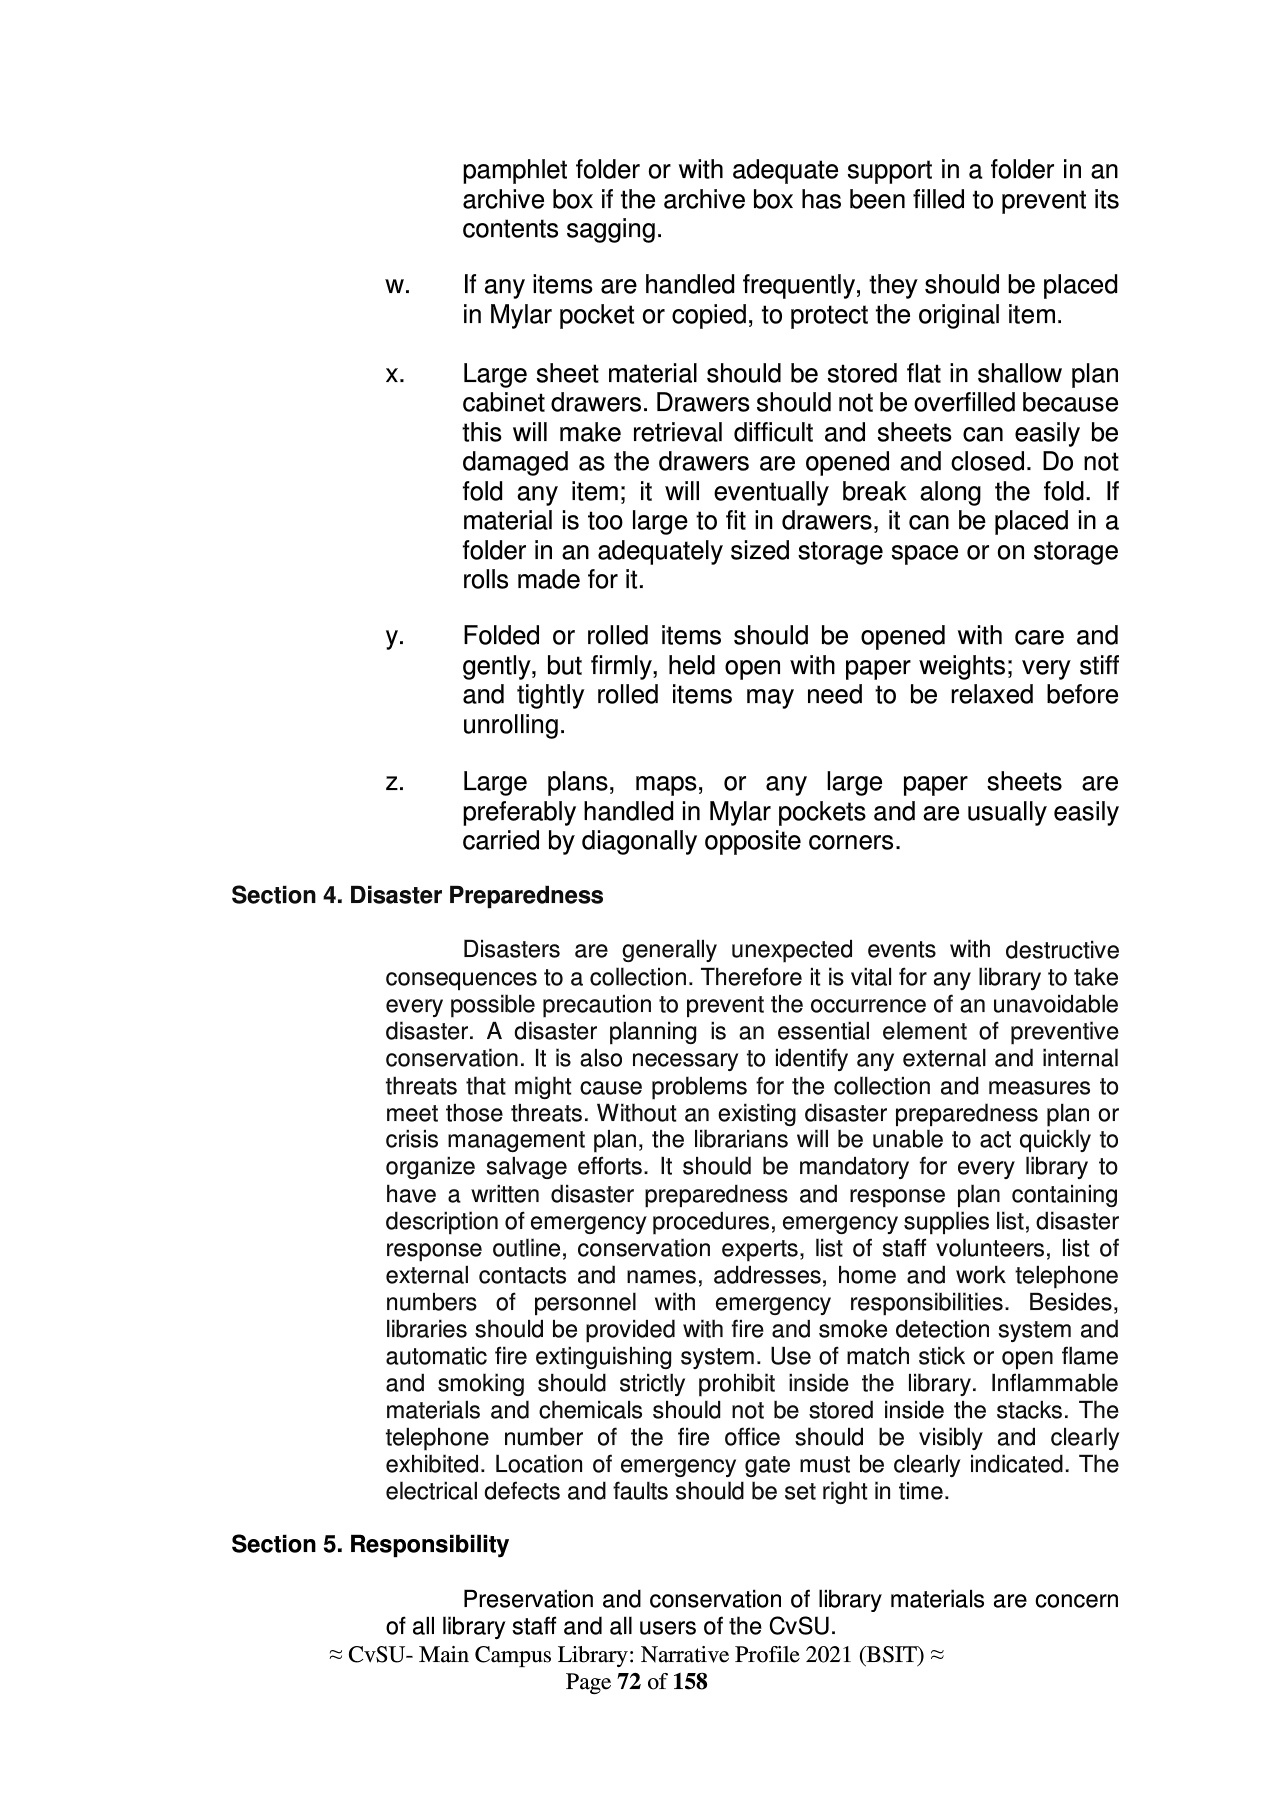 pamphlet folder or with adequate support in a folder in an
archive box if the archive box has been filled to prevent its
contents sagging.
w. If any items are handled frequently, they should be placed
in Mylar pocket or copied, to protect the original item.
x. Large sheet material should be stored flat in shallow plan
cabinet drawers. Drawers should not be overfilled because
this will make retrieval difficult and sheets can easily be
damaged as the drawers are opened and closed. Do not
fold any item; it will eventually break along the fold. If
material is too large to fit in drawers, it can be placed in a
folder in an adequately sized storage space or on storage
rolls made for it.
y. Folded or rolled items should be opened with care and
gently, but firmly, held open with paper weights; very stiff
and tightly rolled items may need to be relaxed before
unrolling.
z. Large plans, maps, or any large paper sheets are
preferably handled in Mylar pockets and are usually easily
carried by diagonally opposite corners.
Section 4. Disaster Preparedness
Disasters are generally unexpected events with destructive
consequences to a collection. Therefore it is vital for any library to take
every possible precaution to prevent the occurrence of an unavoidable
disaster. A disaster planning is an essential element of preventive
conservation. It is also necessary to identify any external and internal
threats that might cause problems for the collection and measures to
meet those threats. Without an existing disaster preparedness plan or
crisis management plan, the librarians will be unable to act quickly to
organize salvage efforts. It should be mandatory for every library to
have a written disaster preparedness and response plan containing
description of emergency procedures, emergency supplies list, disaster
response outline, conservation experts, list of staff volunteers, list of
external contacts and names, addresses, home and work telephone
numbers of personnel with emergency responsibilities. Besides,
libraries should be provided with fire and smoke detection system and
automatic fire extinguishing system. Use of match stick or open flame
and smoking should strictly prohibit inside the library. Inflammable
materials and chemicals should not be stored inside the stacks. The
telephone number of the fire office should be visibly and clearly
exhibited. Location of emergency gate must be clearly indicated. The
electrical defects and faults should be set right in time.
Section 5. Responsibility
Preservation and conservation of library materials are concern
of all library staff and all users of the CvSU.
≈ CvSU- Main Campus Library: Narrative Profile 2021 (BSIT) ≈
Page 72 of 158